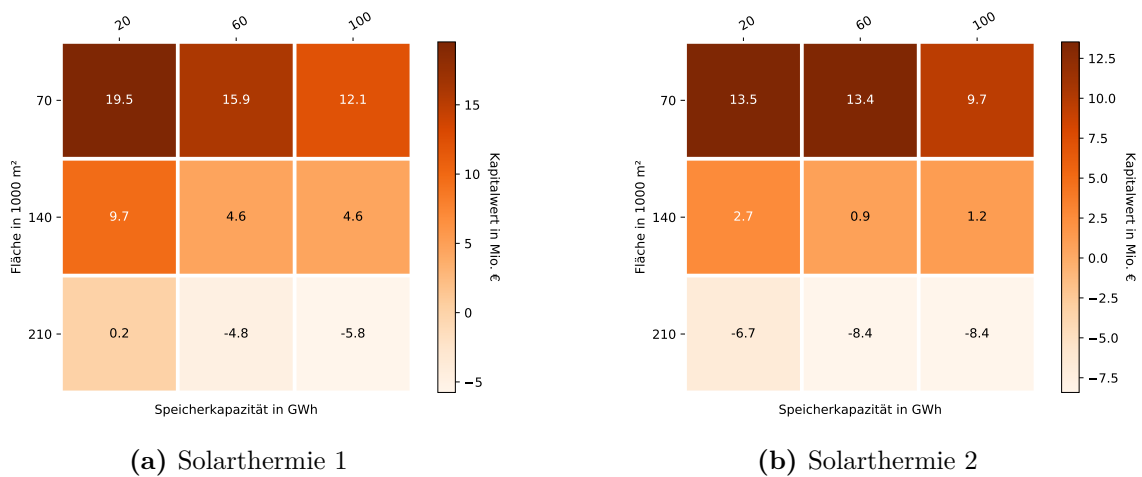 20 60 100
70 19.5 15.9 12.1
140 9.7 4.6 4.6
210 0.2 -4.8 -5.8
Fläche in 1000 m²
Speicherkapazität in GWh
15
10
5
0
−5
Kapitalwert in Mio. €
(a) Solarthermie 1
20 60 100
70 13.5 13.4 9.7
140 2.7 0.9 1.2
210 -6.7 -8.4 -8.4
Fläche in 1000 m²
Speicherkapazität in GWh
12.5
10.0
7.5
5.0
2.5
0.0
−2.5
−5.0
−7.5
Kapitalwert in Mio. €
(b) Solarthermie 2